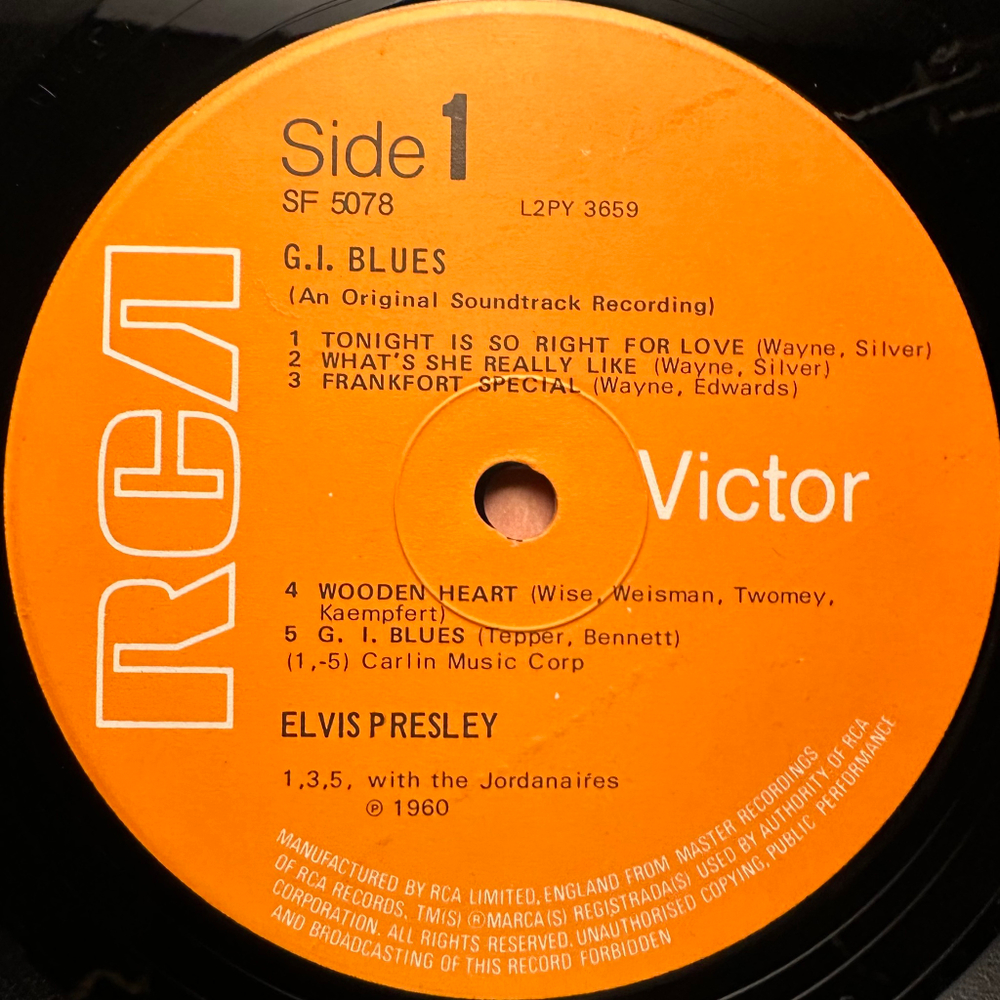 Side 1
SF 5078 L2PY 3659
G.I. BLUES
(An Original Soundtrack Recording)
1 TONIGHT IS SO RIGHT FOR LOVE (Wayne, Silver)
2 WHAT'S SHE REALLY LIKE (Wayne, Silver)
3 FRANKFORT SPECIAL (Wayne, Edwards)
RCA
Victor
4 WOODEN HEART (Wise, Weisman, Twomey,
Kaempfert)
5 G. I. BLUES (Tepper, Bennett)
(1,-5) Carlin Music Corp
ELVIS PRESLEY
1,3,5, with the Jordanaires
℗ 1960
MANUFACTURED BY RCA LIMITED, ENGLAND FROM MASTER RECORDINGS
OF RCA RECORDS. TM(S) ® MARCA(S) REGISTRADA(S) USED BY AUTHORITY OF RCA
CORPORATION. ALL RIGHTS RESERVED. UNAUTHORISED COPYING, PUBLIC PERFORMANCE
AND BROADCASTING OF THIS RECORD FORBIDDEN